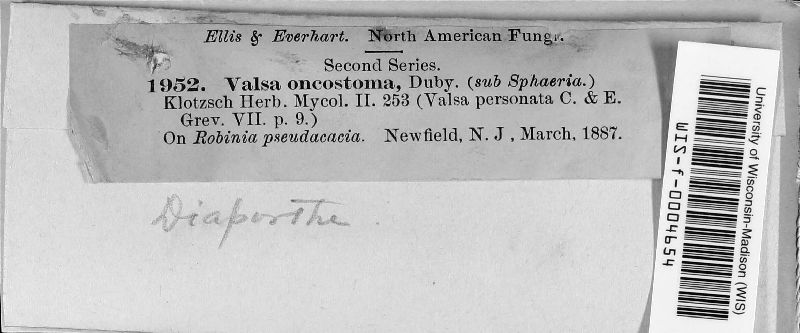 Ellis & Everhart. North American Fungi.
Second Series.
1952. Valsa oncostoma, Duby. (sub Sphaeria.)
Klotzsch Herb. Mycol. II. 253 (Valsa personata C. & E.
Grev. VII. p. 9.)
On Robinia pseudacacia. Newfield, N. J, March, 1887.
Diaporthe
University of Wisconsin-Madison (WIS)
WIS-f-0004654